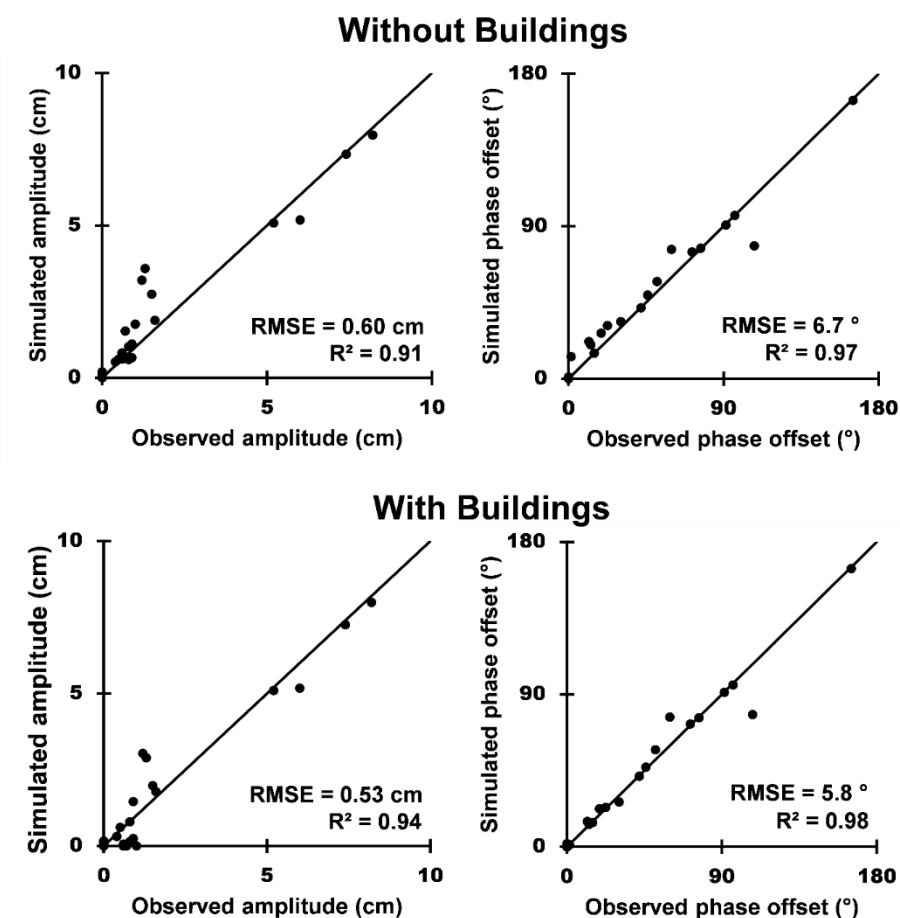 Without Buildings
10
5
0
0
5
10
Simulated amplitude (cm)
Observed amplitude (cm)
RMSE = 0.60 cm
R² = 0.91
180
90
0
0
90
180
Simulated phase offset (°)
Observed phase offset (°)
RMSE = 6.7 °
R² = 0.97
With Buildings
10
5
0
0
5
10
Simulated amplitude (cm)
Observed amplitude (cm)
RMSE = 0.53 cm
R² = 0.94
180
90
0
0
90
180
Simulated phase offset (°)
Observed phase offset (°)
RMSE = 5.8 °
R² = 0.98